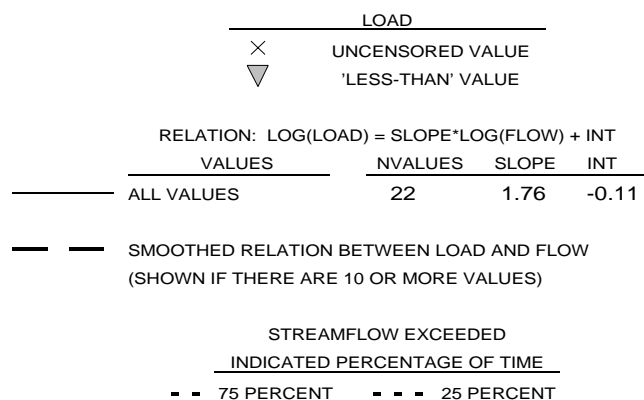 LOAD
UNCENSORED VALUE
'LESS-THAN' VALUE
RELATION: LOG(LOAD) = SLOPE*LOG(FLOW) + INT
VALUES NVALUES SLOPE INT
ALL VALUES 22 1.76 -0.11
SMOOTHED RELATION BETWEEN LOAD AND FLOW
(SHOWN IF THERE ARE 10 OR MORE VALUES)
STREAMFLOW EXCEEDED
INDICATED PERCENTAGE OF TIME
75 PERCENT 25 PERCENT